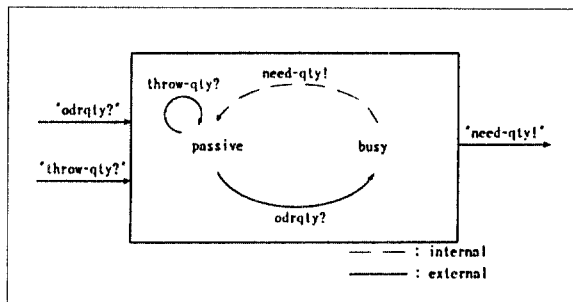 need-qty!
throw-qty?
"odrqty?"
"need-qty!"
passive
busy
"throw-qty?"
odrqty?
: internal
: external